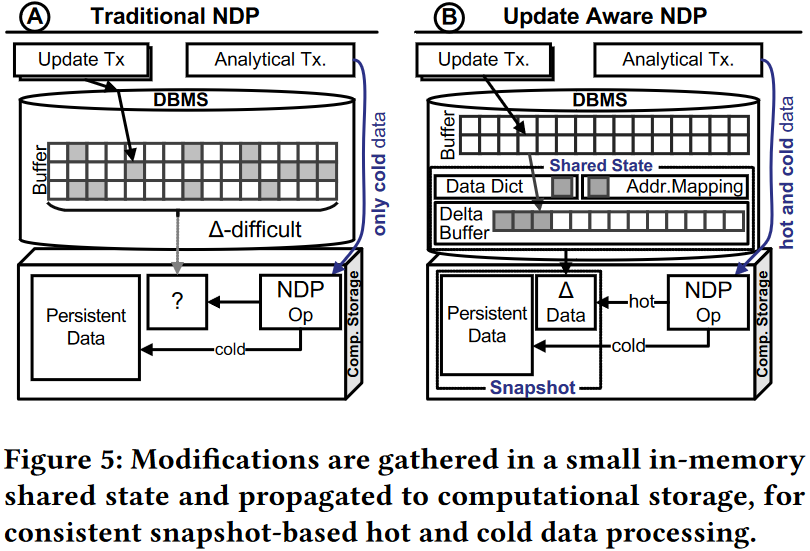 A Traditional NDP
Update Tx
Analytical Tx.
DBMS
Buffer
Δ-difficult
only cold data
Persistent
Data
?
NDP
Op
cold
Comp. Storage
B Update Aware NDP
Update Tx.
Analytical Tx.
DBMS
Buffer
Shared State
Data Dict
Addr.Mapping
Delta
Buffer
hot and cold data
Persistent
Data
Δ
Data
hot
NDP
Op
cold
Snapshot
Comp. Storage
Figure 5: Modifications are gathered in a small in-memory
shared state and propagated to computational storage, for
consistent snapshot-based hot and cold data processing.